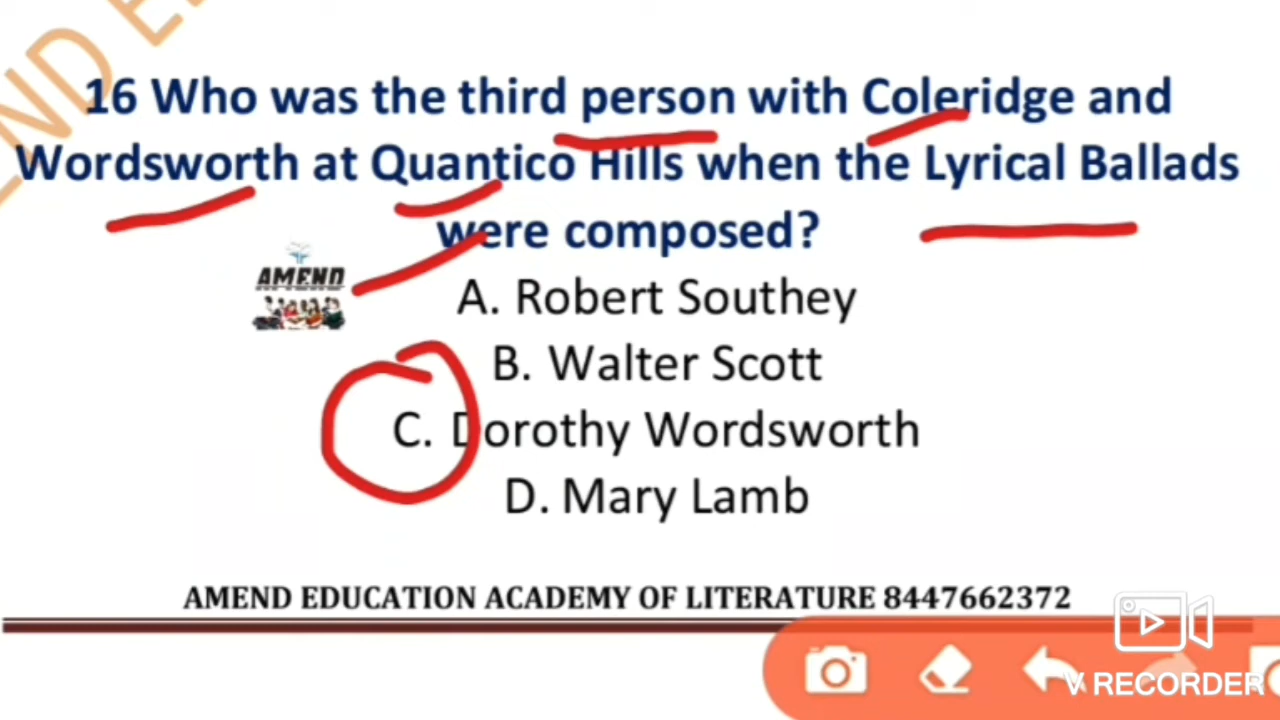 16 Who was the third person with Coleridge and
Wordsworth at Quantico Hills when the Lyrical Ballads
were composed?
AMEND
A. Robert Southey
B. Walter Scott
C. Dorothy Wordsworth
D. Mary Lamb
AMEND EDUCATION ACADEMY OF LITERATURE 8447662372
V RECORDER